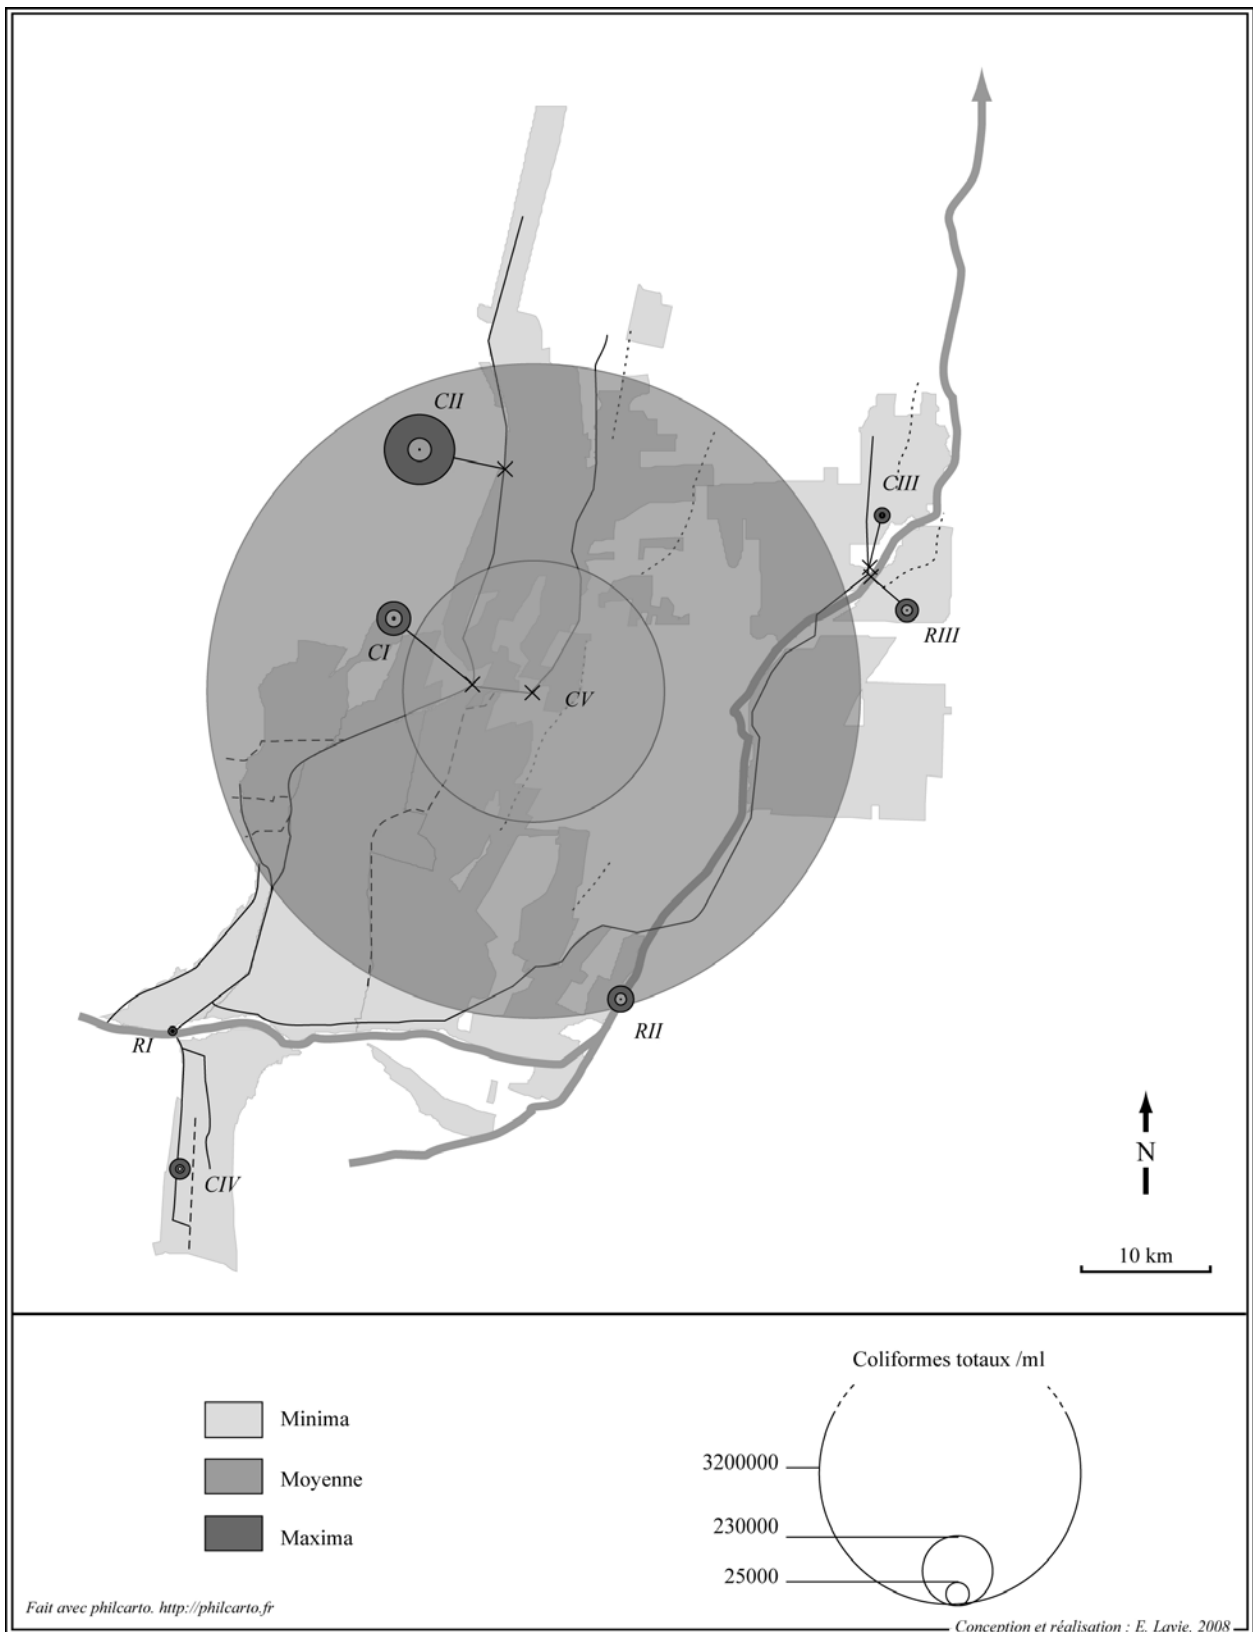 CII
CIII
RIII
CI
CV
RII
RI
CIV
N
10 km
Coliformes totaux /ml
Minima
Moyenne
Maxima
3200000
230000
25000
Fait avec philcarto. http://philcarto.fr
Conception et réalisation : E. Lavie, 2008